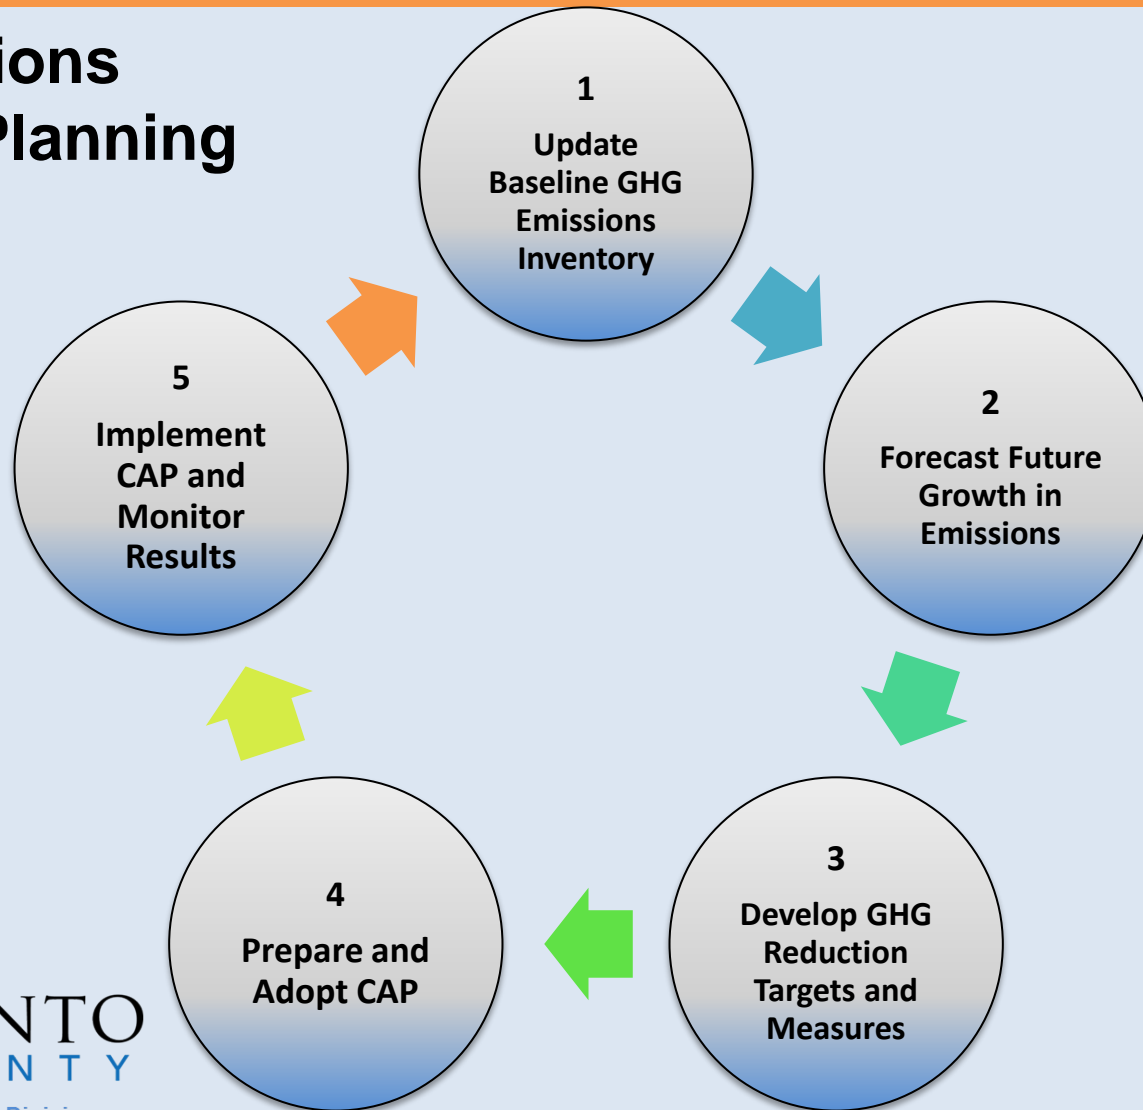 ions
Planning
1
Update
Baseline GHG
Emissions
Inventory
2
Forecast Future
Growth in
Emissions
3
Develop GHG
Reduction
Targets and
Measures
4
Prepare and
Adopt CAP
5
Implement
CAP and
Monitor
Results
NTO
NTY